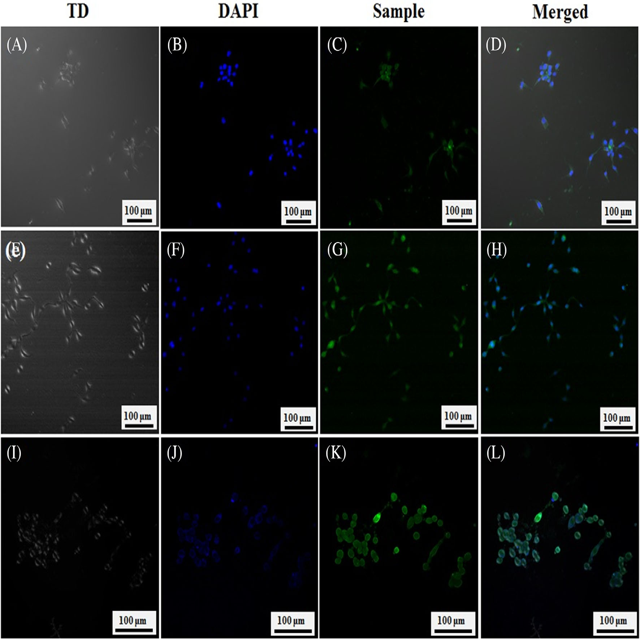 TD DAPI Sample Merged
(A) (B) (C) (D)
100 µm 100 µm 100 µm 100 µm
(e) (F) (G) (H)
100 µm 100 µm 100 µm 100 µm
(I) (J) (K) (L)
100 µm 100 µm 100 µm 100 µm